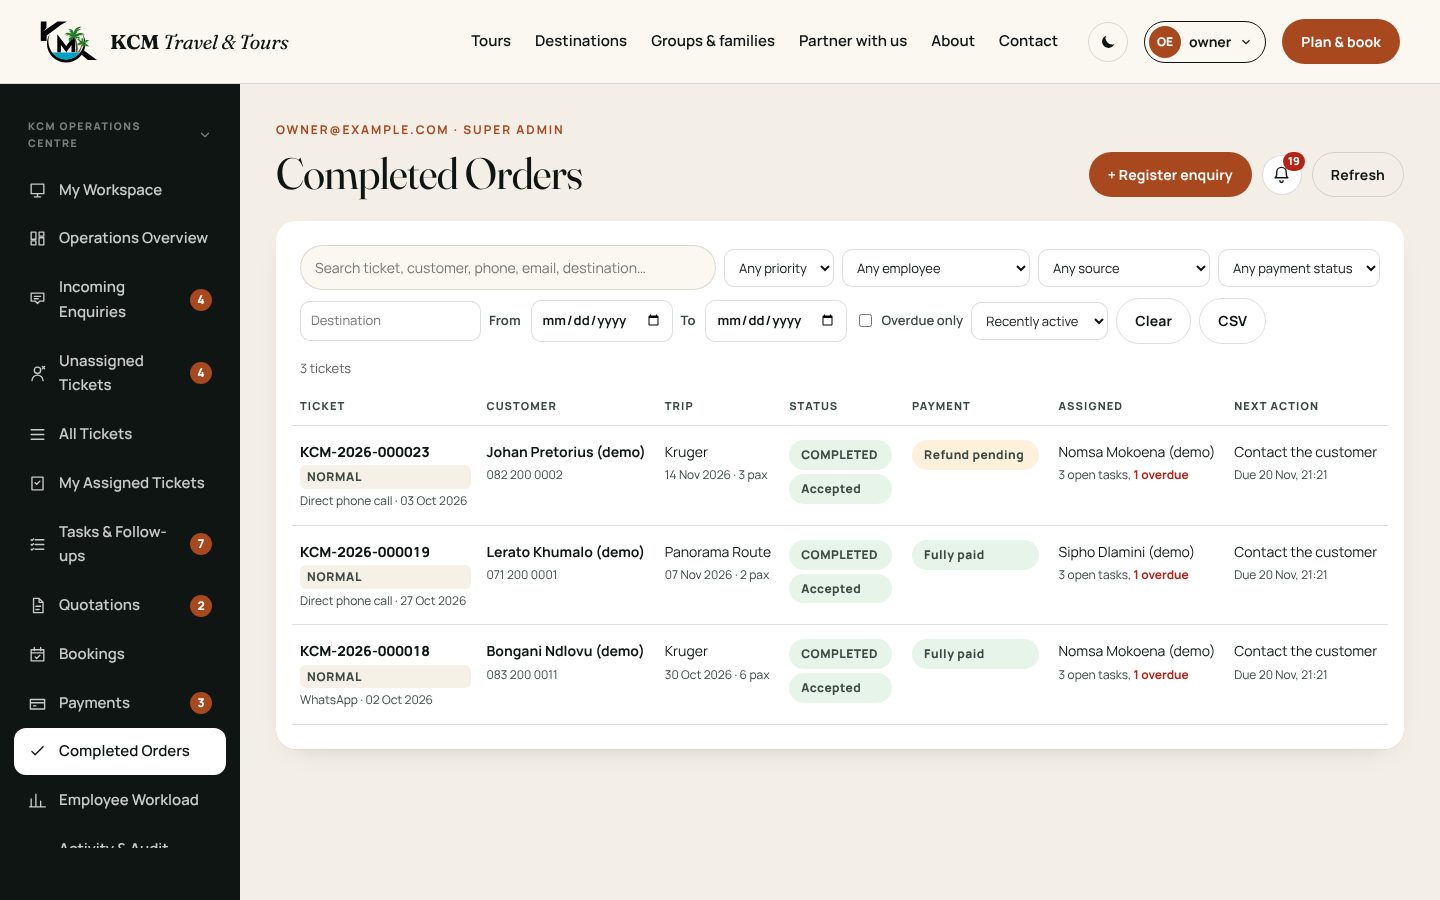 KCM Travel & Tours
Tours
Destinations
Groups & families
Partner with us
About
Contact
OE
owner
Plan & book
KCM OPERATIONS
CENTRE
My Workspace
Operations Overview
Incoming
Enquiries
4
Unassigned
Tickets
4
All Tickets
My Assigned Tickets
Tasks & Follow-
ups
7
Quotations
2
Bookings
Payments
3
Completed Orders
Employee Workload
Activity & Audit
OWNER@EXAMPLE.COM · SUPER ADMIN
Completed Orders
+ Register enquiry
19
Refresh
Search ticket, customer, phone, email, destination...
Any priority
Any employee
Any source
Any payment status
Destination
From
mm/dd/yyyy
To
mm/dd/yyyy
Overdue only
Recently active
Clear
CSV
3 tickets
TICKET CUSTOMER TRIP STATUS PAYMENT ASSIGNED NEXT ACTION
KCM-2026-000023
NORMAL
Direct phone call · 03 Oct 2026
Johan Pretorius (demo)
082 200 0002
Kruger
14 Nov 2026 · 3 pax
COMPLETED
Accepted
Refund pending
Nomsa Mokoena (demo)
3 open tasks, 1 overdue
Contact the customer
Due 20 Nov, 21:21
KCM-2026-000019
NORMAL
Direct phone call · 27 Oct 2026
Lerato Khumalo (demo)
071 200 0001
Panorama Route
07 Nov 2026 · 2 pax
COMPLETED
Accepted
Fully paid
Sipho Dlamini (demo)
3 open tasks, 1 overdue
Contact the customer
Due 20 Nov, 21:21
KCM-2026-000018
NORMAL
WhatsApp · 02 Oct 2026
Bongani Ndlovu (demo)
083 200 0011
Kruger
30 Oct 2026 · 6 pax
COMPLETED
Accepted
Fully paid
Nomsa Mokoena (demo)
3 open tasks, 1 overdue
Contact the customer
Due 20 Nov, 21:21